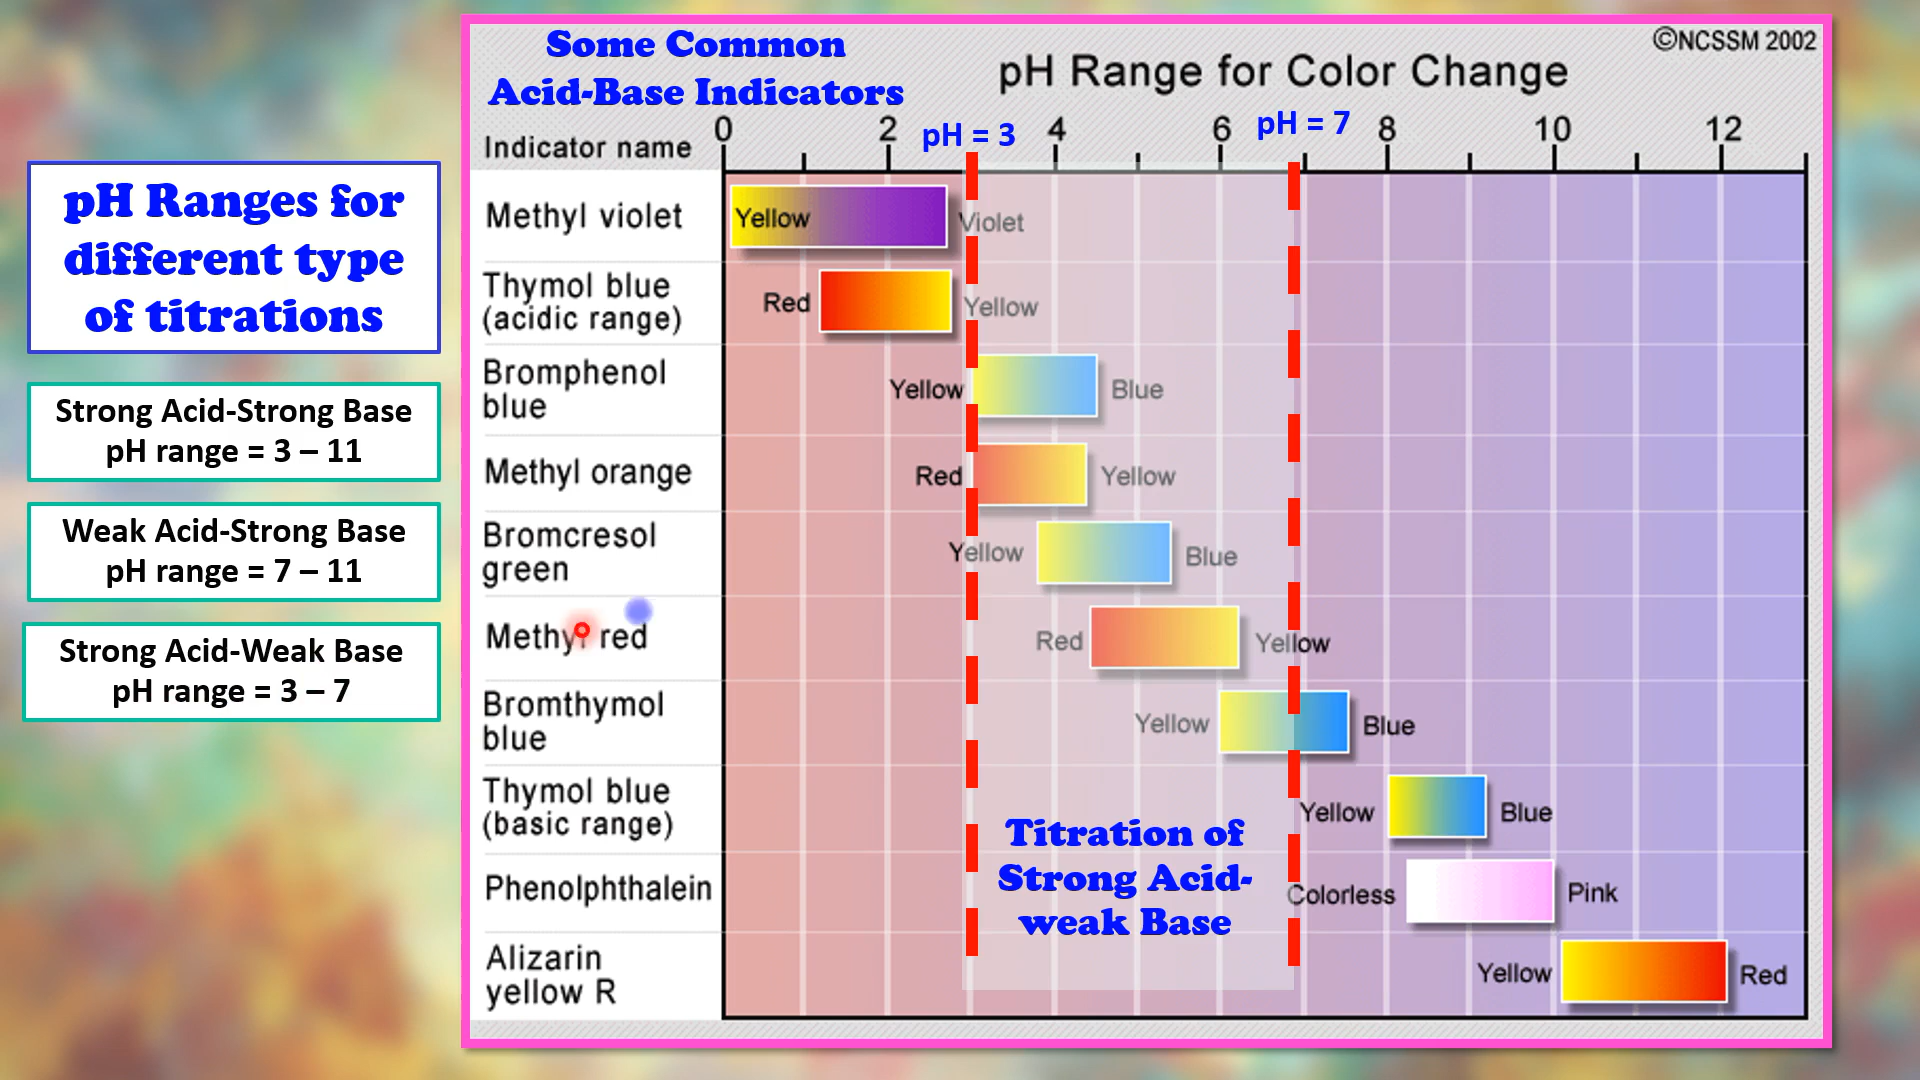 pH Ranges for
different type
of titrations
Strong Acid-Strong Base
pH range = 3 – 11
Weak Acid-Strong Base
pH range = 7 – 11
Strong Acid-Weak Base
pH range = 3 – 7
Some Common
Acid-Base Indicators
©NCSSM 2002
pH Range for Color Change
Indicator name
0 2 pH = 3 4 6 pH = 7 8 10 12
Methyl violet
Yellow Violet
Thymol blue
(acidic range)
Red Yellow
Bromphenol
blue
Yellow Blue
Methyl orange
Red Yellow
Bromcresol
green
Yellow Blue
Methyl red
Red Yellow
Bromthymol
blue
Yellow Blue
Thymol blue
(basic range)
Yellow Blue
Phenolphthalein
Colorless Pink
Alizarin
yellow R
Yellow Red
Titration of
Strong Acid-
weak Base